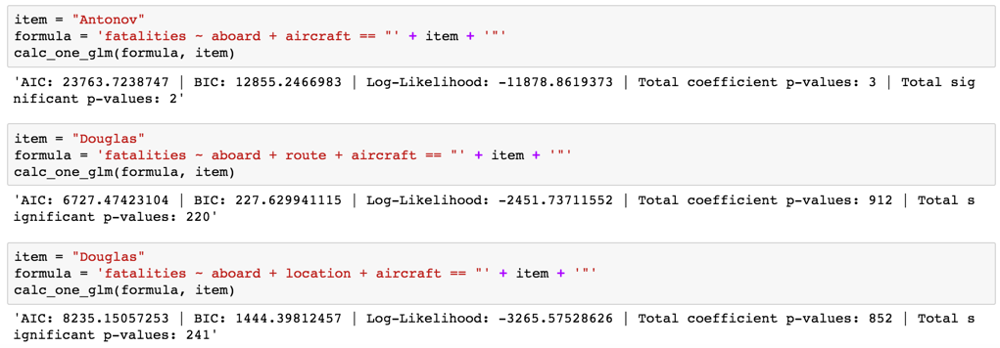 item = "Antonov"
formula = 'fatalities ~ aboard + aircraft == "' + item + '"'
calc_one_glm(formula, item)
'AIC: 23763.7238747 | BIC: 12855.2466983 | Log-Likelihood: -11878.8619373 | Total coefficient p-values: 3 | Total sig
nificant p-values: 2'
item = "Douglas"
formula = 'fatalities ~ aboard + route + aircraft == "' + item + '"'
calc_one_glm(formula, item)
'AIC: 6727.47423104 | BIC: 227.629941115 | Log-Likelihood: -2451.73711552 | Total coefficient p-values: 912 | Total s
ignificant p-values: 220'
item = "Douglas"
formula = 'fatalities ~ aboard + location + aircraft == "' + item + '"'
calc_one_glm(formula, item)
'AIC: 8235.15057253 | BIC: 1444.39812457 | Log-Likelihood: -3265.57528626 | Total coefficient p-values: 852 | Total s
ignificant p-values: 241'